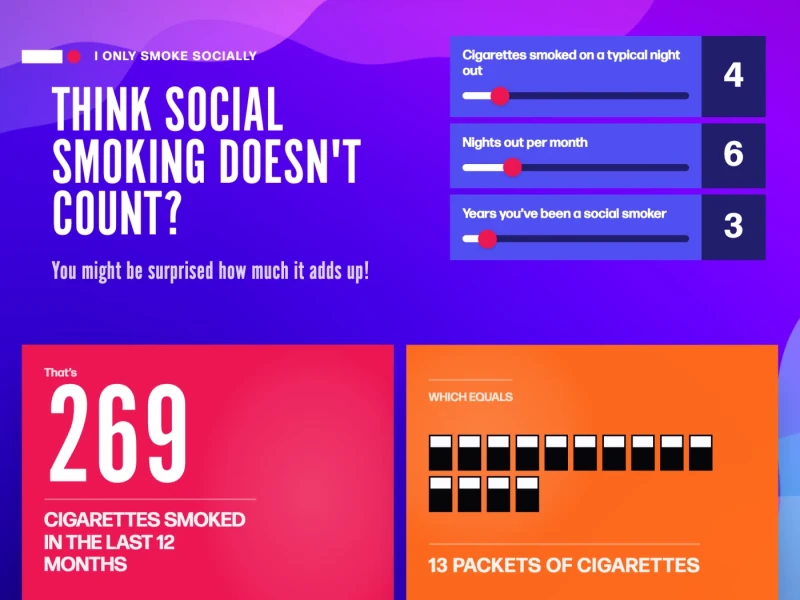 I ONLY SMOKE SOCIALLY
THINK SOCIAL
SMOKING DOESN'T
COUNT?
You might be surprised how much it adds up!
Cigarettes smoked on a typical night
out
4
Nights out per month
6
Years you've been a social smoker
3
That's
269
CIGARETTES SMOKED
IN THE LAST 12
MONTHS
WHICH EQUALS
13 PACKETS OF CIGARETTES